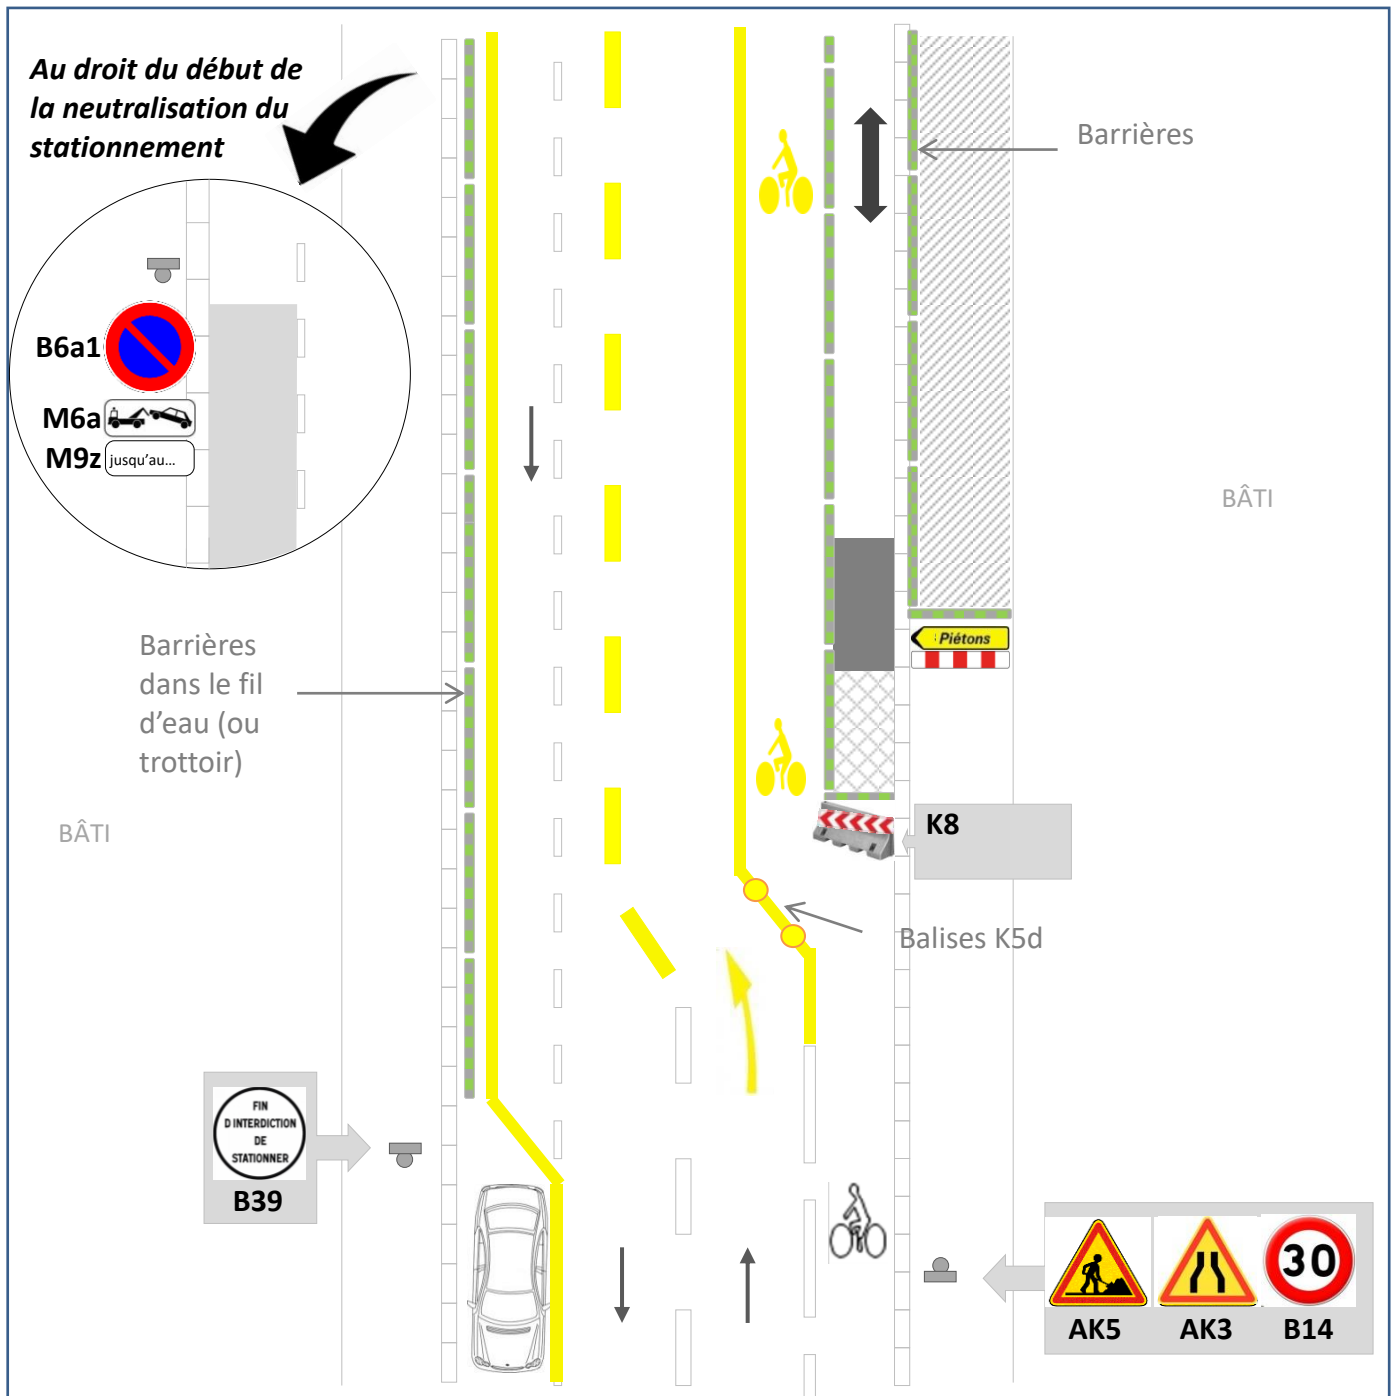 Au droit du début de
la neutralisation du
stationnement
Barrières
B6a1
M6a
M9z
jusqu'au...
BÂTI
Piétons
Barrières
dans le fil
d'eau (ou
trottoir)
BÂTI
K8
Balises K5d
FIN
D INTERDICTION
DE
STATIONNER
B39
30
AK5
AK3
B14